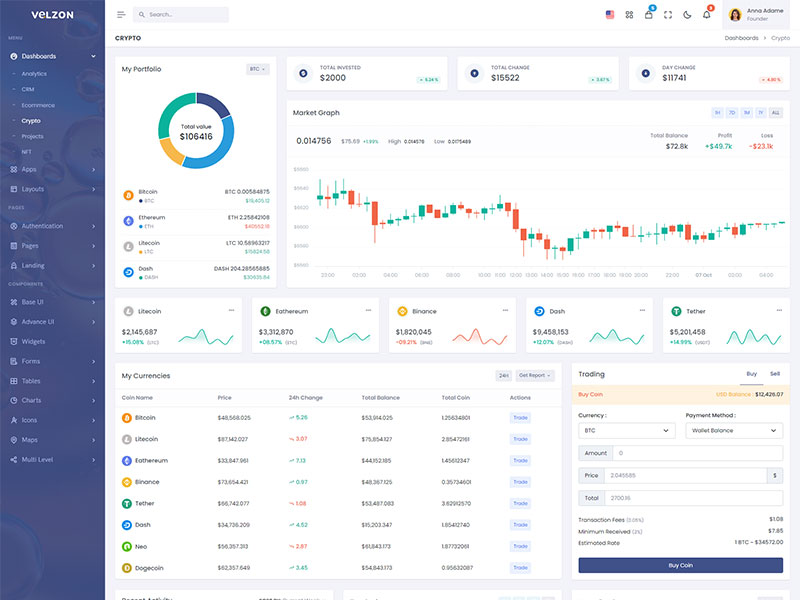 VELZON
Search...
5
Anna Adame
Founder
MENU
Dashboards
Analytics
CRM
Ecommerce
Crypto
Projects
NFT
Apps
Layouts
PAGES
Authentication
Pages
Landing
COMPONENTS
Base UI
Advance UI
Widgets
Forms
Tables
Charts
Icons
Maps
Multi Level
CRYPTO
Dashboards > Crypto
My Portfolio
BTC
Total value
$106416
Bitcoin BTC 0.00584875
BTC $19,405.12
Ethereum ETH 2.25842108
ETH $40552.18
Litecoin LTC 10.58963217
LTC $15824.58
Dash DASH 204.28565885
DASH $30635.84
TOTAL INVESTED
$2000
6.24 %
TOTAL CHANGE
$15522
3.67 %
DAY CHANGE
$11741
4.80 %
Market Graph
1H 7D 1M 1Y ALL
0.014756 $75.69 +1.99% High 0.014578 Low 0.0175489
Total Balance Profit Loss
$72.8k +$49.7k -$23.1k
$6660
$6640
$6620
$6600
$6580
$6560
23:00 02:00 04:00 06:00 08:00 10:00 11:00 12:00 13:00 14:00 15:00 16:00 17:00 16:00 18:00 20:00 22:00 07 Oct 03:00 04:00
Litecoin
$2,145,687
+15.08% (LTC)
Eathereum
$3,312,870
+08.57% (ETC)
Binance
$1,820,045
-09.21% (BNB)
Dash
$9,458,153
+12.07% (DASH)
Tether
$5,201,458
+14.99% (USDT)
My Currencies
24H Get Report
Coin Name Price 24h Change Total Balance Total Coin Actions
Bitcoin $48,568.025 5.26 $53,914.025 1.25634801 Trade
Litecoin $87,142.027 3.07 $75,854.127 2.85472161 Trade
Eathereum $33,847.961 7.13 $44,152.185 1.45612347 Trade
Binance $73,654.421 0.97 $48,367.125 0.35734601 Trade
Tether $66,742.077 1.08 $53,487.083 3.62912570 Trade
Dash $34,736.209 4.52 $15,203.347 1.85412740 Trade
Neo $56,357.313 2.87 $61,843.173 1.87732061 Trade
Dogecoin $62,357.649 3.45 $54,843.173 0.95632087 Trade
Trading
Buy Sell
Buy Coin USD Balance : $12,426.07
Currency : Payment Method :
BTC Wallet Balance
Amount 0
Price 2.045585 $
Total 2700.16
Transaction Fees (0.05%) $1.08
Minimum Received (2%) $7.85
Estimated Rate 1 BTC ~ $34572.00
Buy Coin